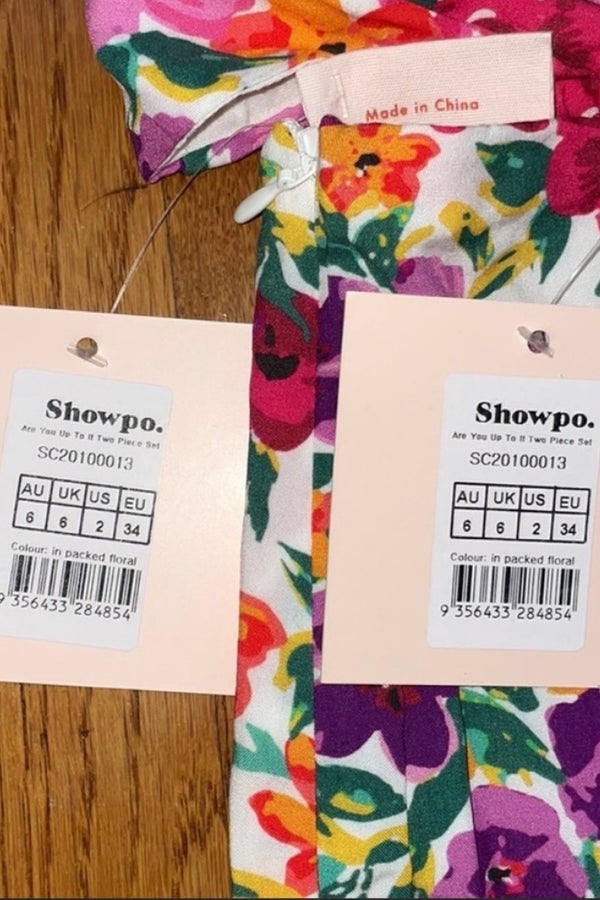 Made in China
Showpo.
Are You Up To It Two Piece Set
SC20100013
AU UK US EU
6 6 2 34
Colour: in packed floral
9 356433 284854
Showpo.
Are You Up To It Two Piece Set
SC20100013
AU UK US EU
6 6 2 34
Colour: in packed floral
9 356433 284854